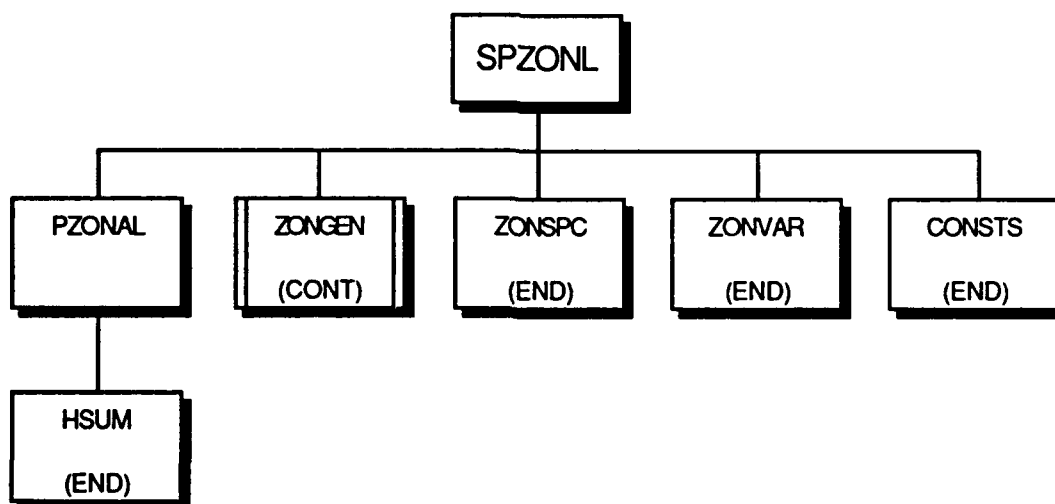 SPZONL
PZONAL
ZONGEN
(CONT)
ZONSPC
(END)
ZONVAR
(END)
CONSTS
(END)
HSUM
(END)